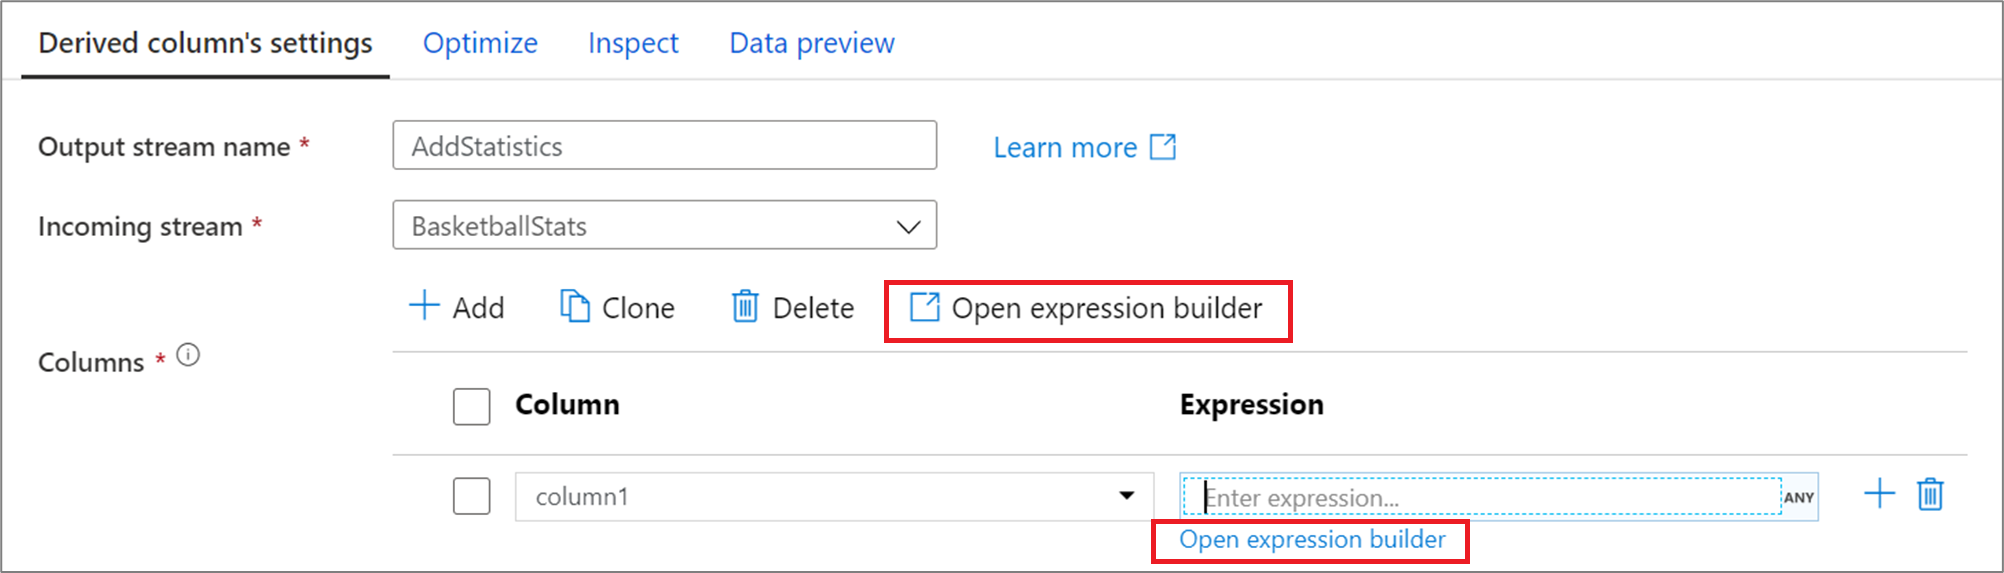 Derived column's settings Optimize Inspect Data preview
Output stream name * AddStatistics Learn more
Incoming stream * BasketballStats
Add Clone Delete Open expression builder
Columns *
Column Expression
column1 Enter expression... ANY
Open expression builder